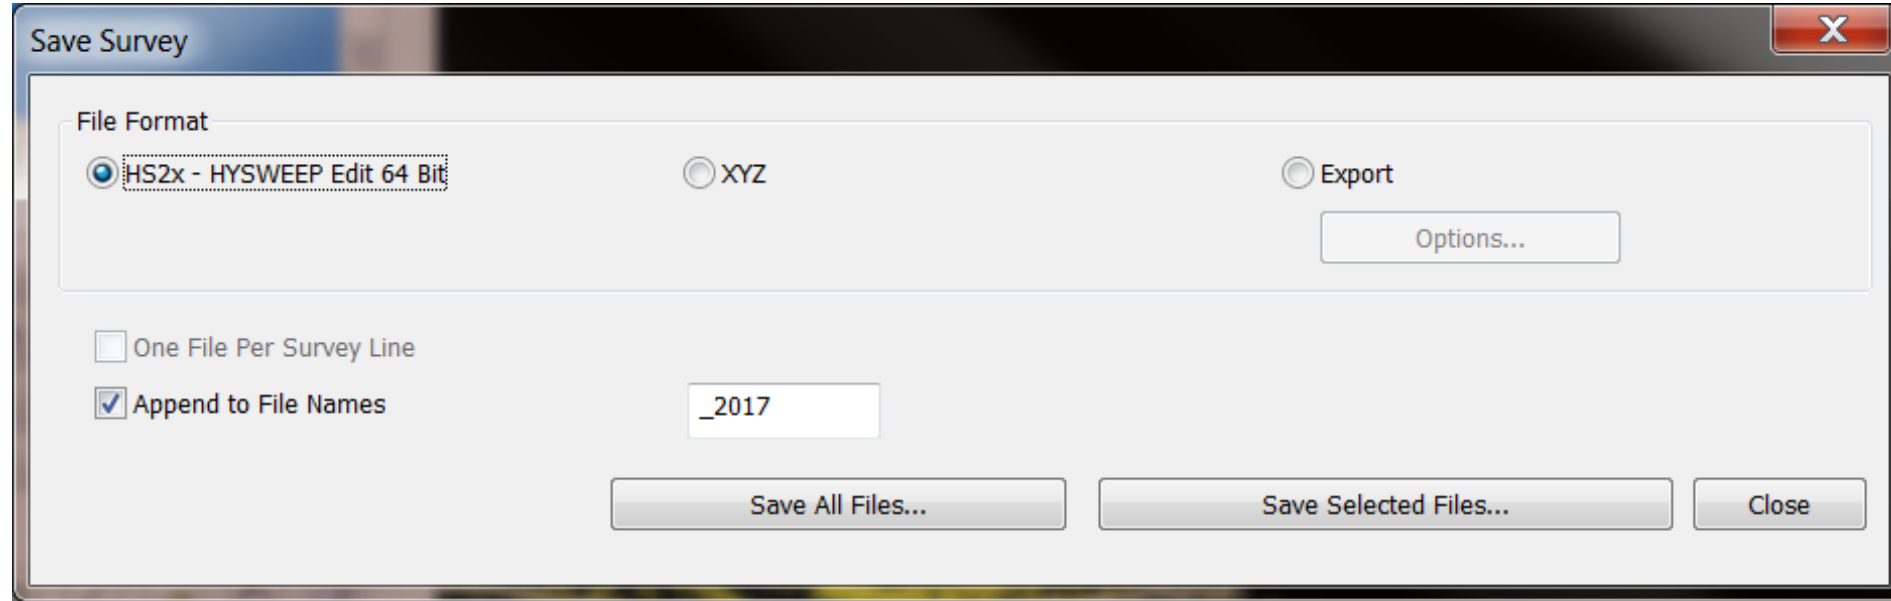 Save Survey
File Format
HS2x - HYSWEEP Edit 64 Bit
XYZ
Export
Options...
One File Per Survey Line
Append to File Names
_2017
Save All Files...
Save Selected Files...
Close